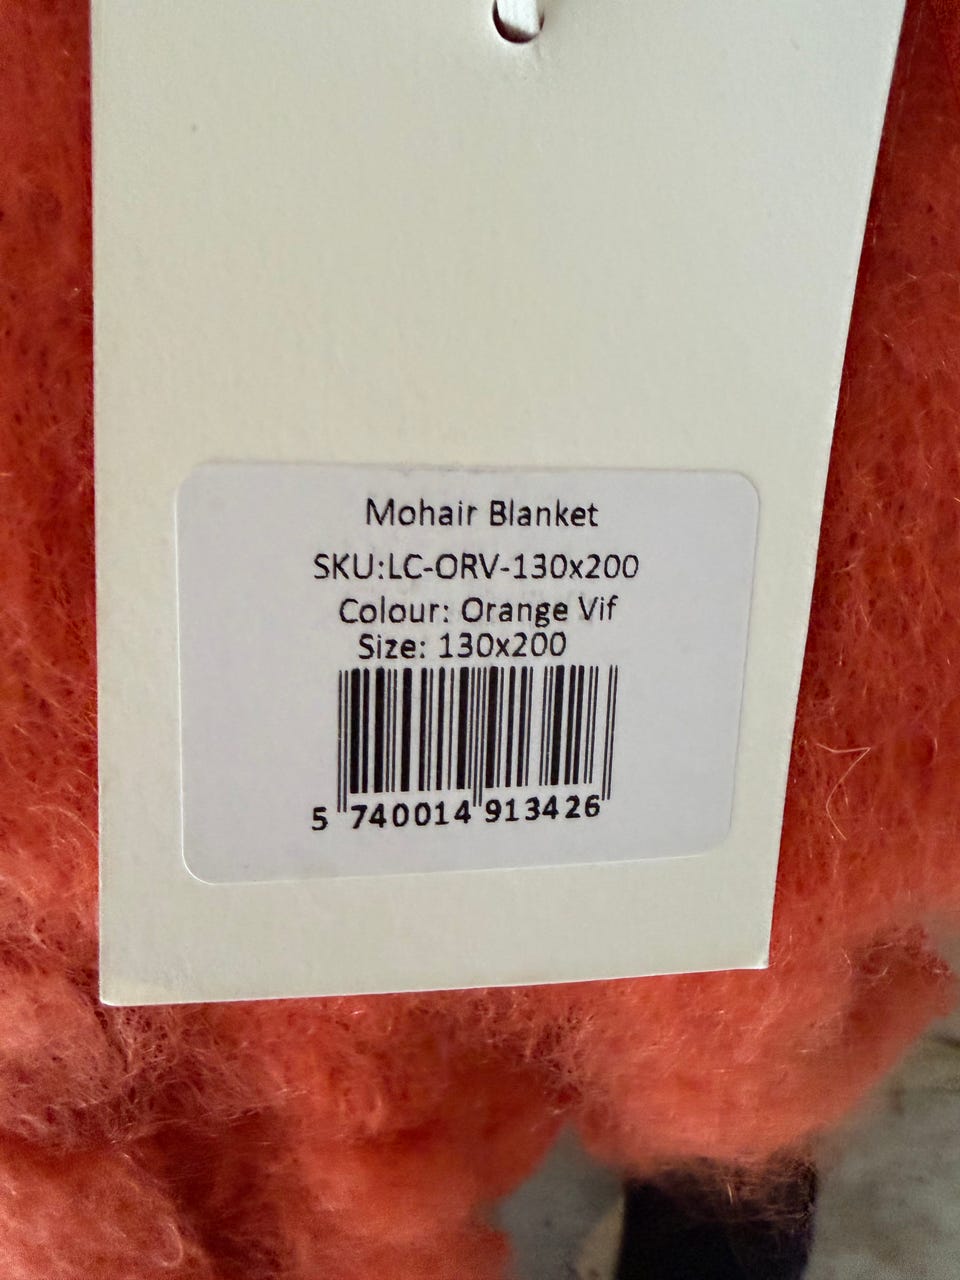 Mohair Blanket
SKU:LC-ORV-130x200
Colour: Orange Vif
Size: 130x200
5 740014 913426